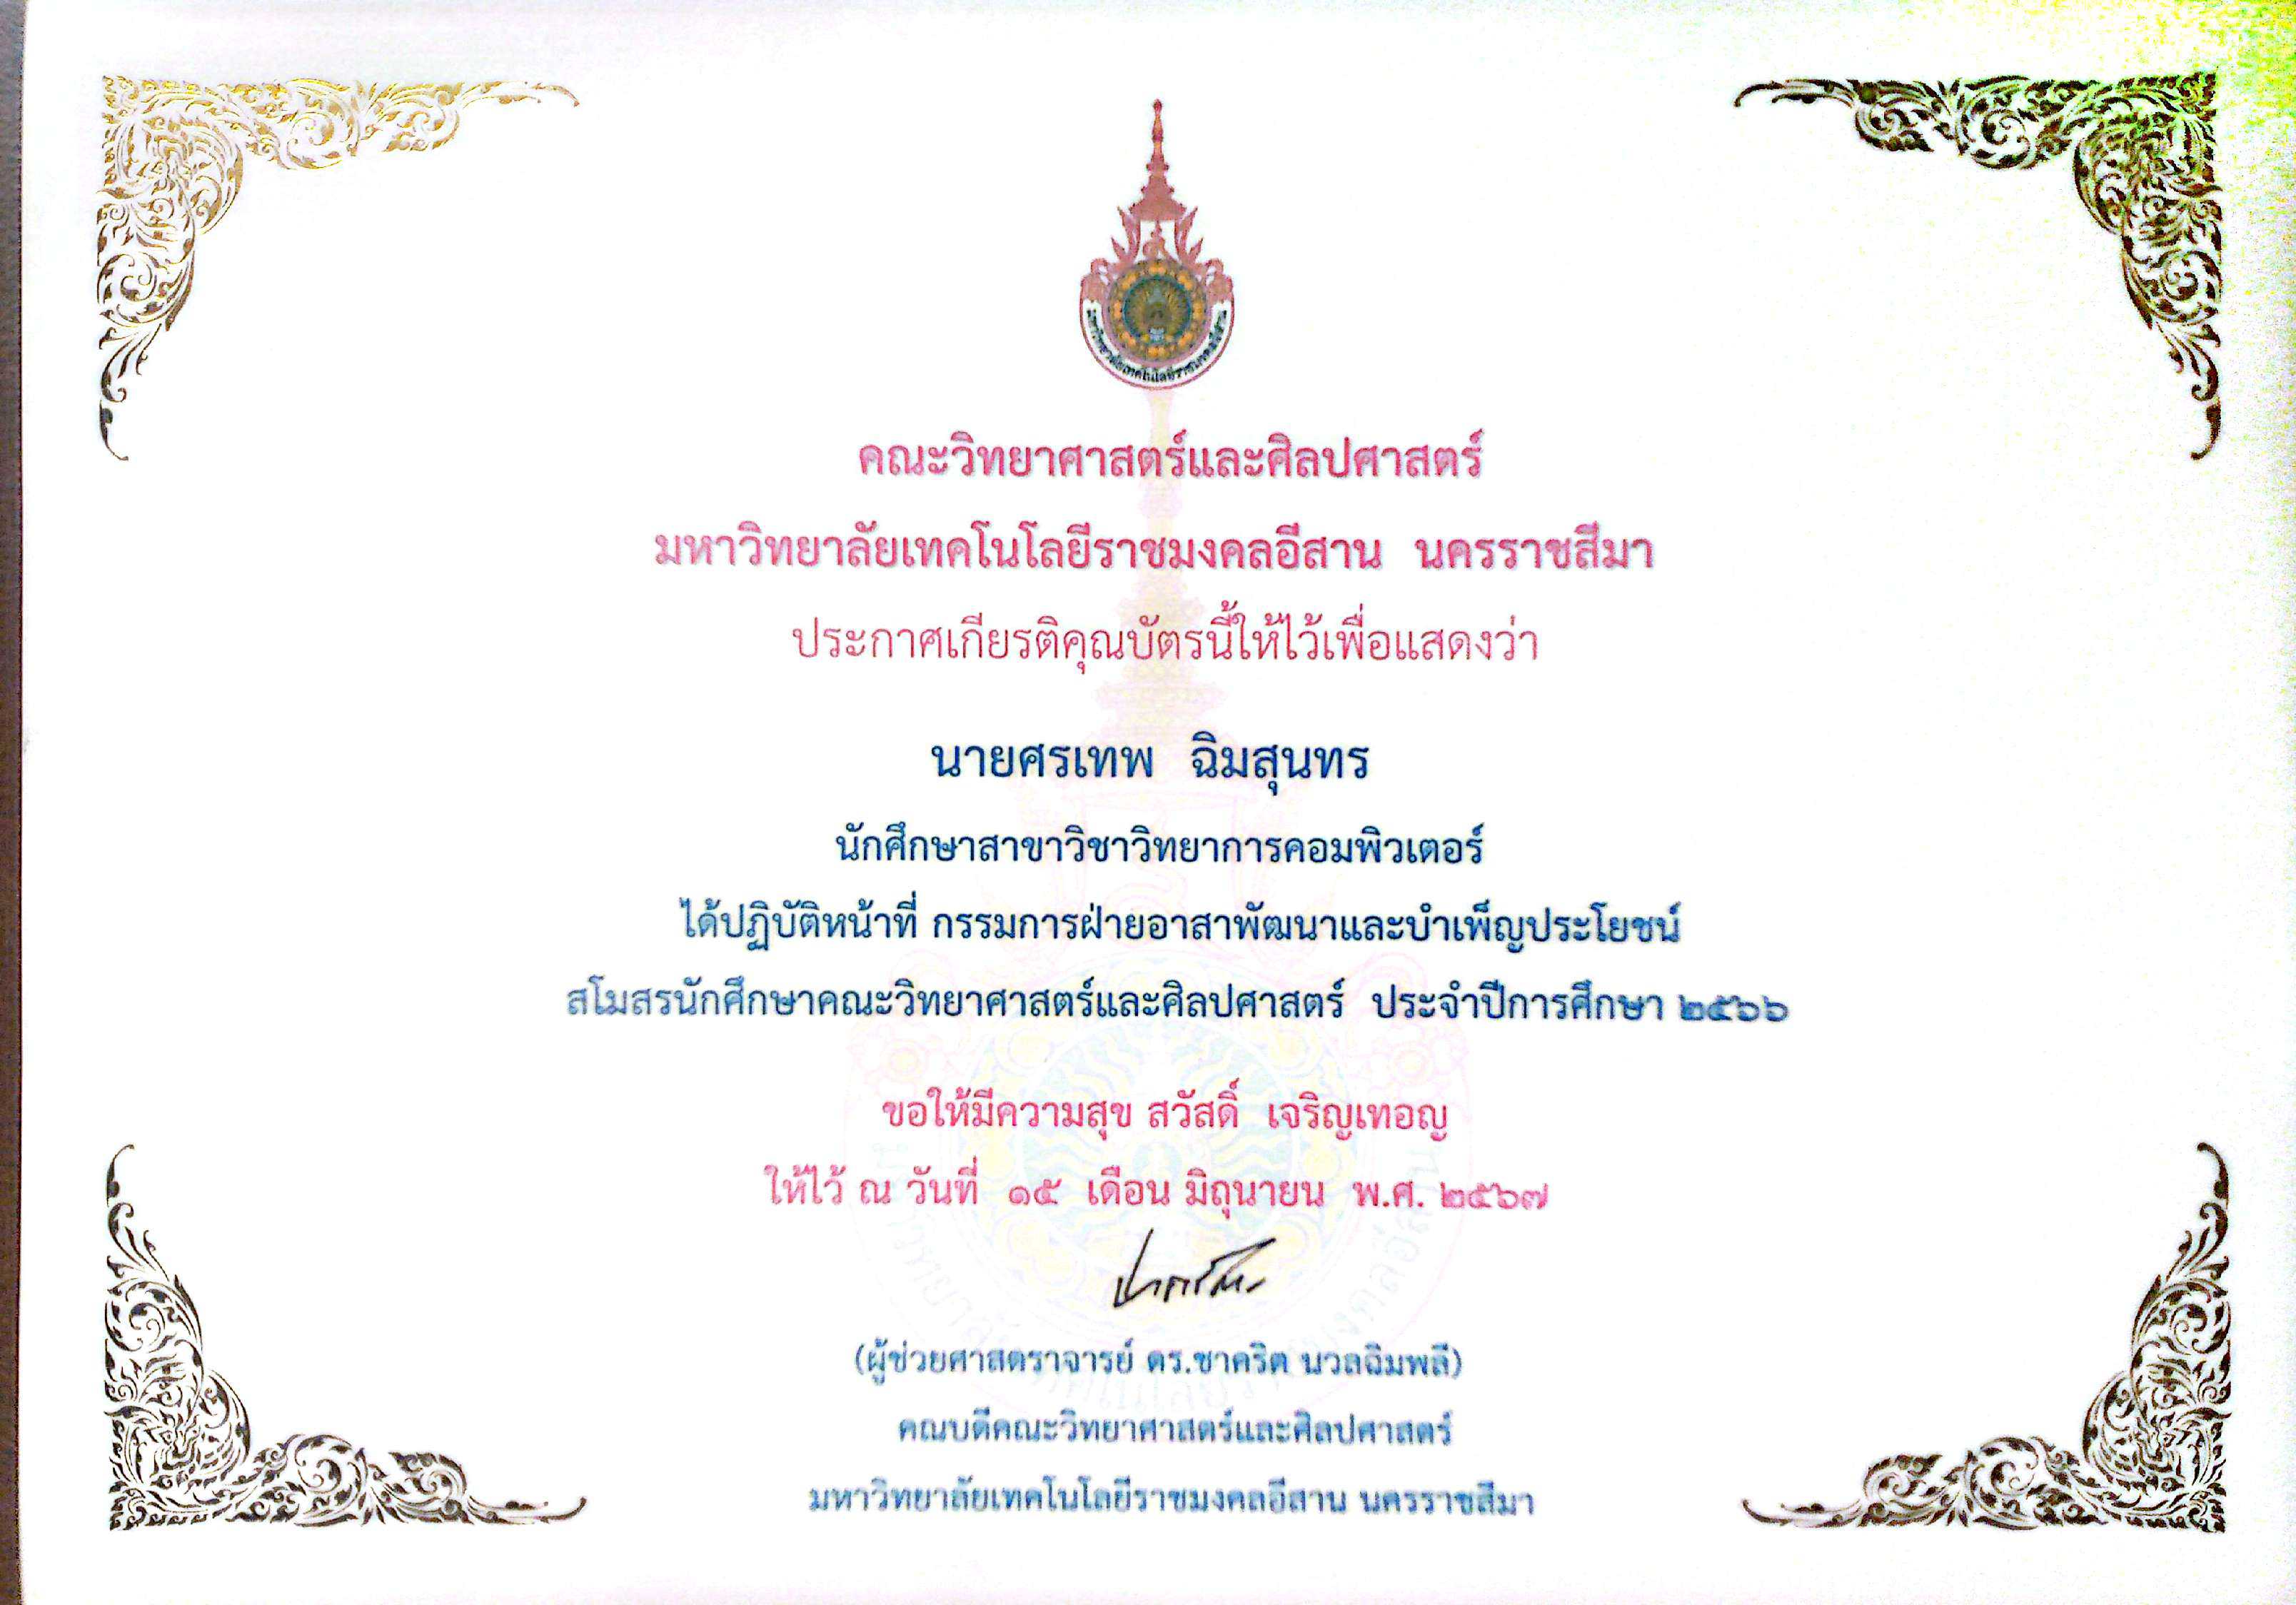 มหาวิทยาลัยเทคโนโลยีราชมงคลอีสาน
คณะวิทยาศาสตร์และศิลปศาสตร์
มหาวิทยาลัยเทคโนโลยีราชมงคลอีสาน นครราชสีมา
ประกาศเกียรติคุณบัตรนี้ให้ไว้เพื่อแสดงว่า
นายศรเทพ ฉิมสุนทร
นักศึกษาสาขาวิชาวิทยาการคอมพิวเตอร์
ได้ปฏิบัติหน้าที่ กรรมการฝ่ายอาสาพัฒนาและบำเพ็ญประโยชน์
สโมสรนักศึกษาคณะวิทยาศาสตร์และศิลปศาสตร์ ประจำปีการศึกษา ๒๕๖๖
ขอให้มีความสุข สวัสดิ์ เจริญเทอญ
ให้ไว้ ณ วันที่ ๑๕ เดือน มิถุนายน พ.ศ. ๒๕๖๗
(ผู้ช่วยศาสตราจารย์ ดร.ชาคริต นวลฉิมพลี)
คณบดีคณะวิทยาศาสตร์และศิลปศาสตร์
มหาวิทยาลัยเทคโนโลยีราชมงคลอีสาน นครราชสีมา